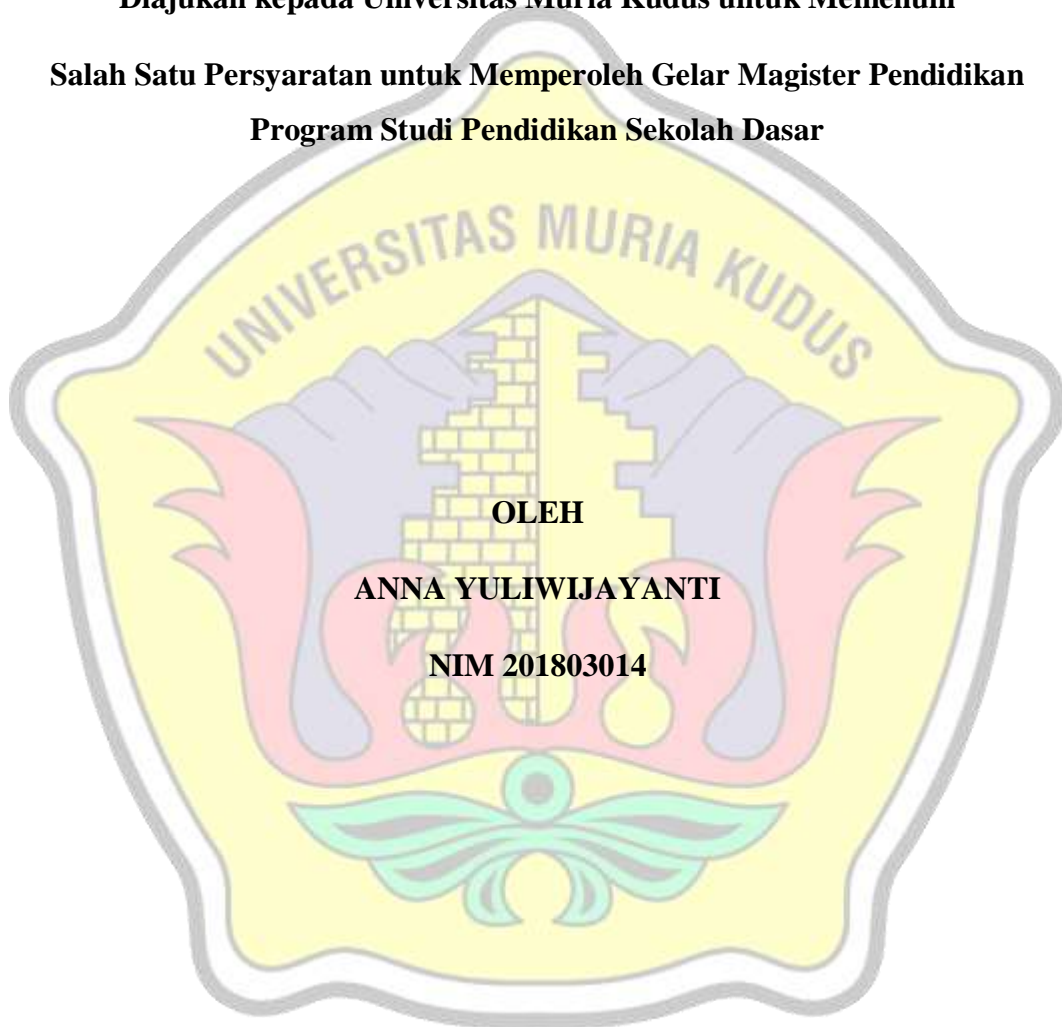 Diajukan kepada Universitas Muria Kudus untuk Memenuhi
Salah Satu Persyaratan untuk Memperoleh Gelar Magister Pendidikan
Program Studi Pendidikan Sekolah Dasar
UNIVERSITAS MURIA KUDUS
OLEH
ANNA YULIWIJAYANTI
NIM 201803014